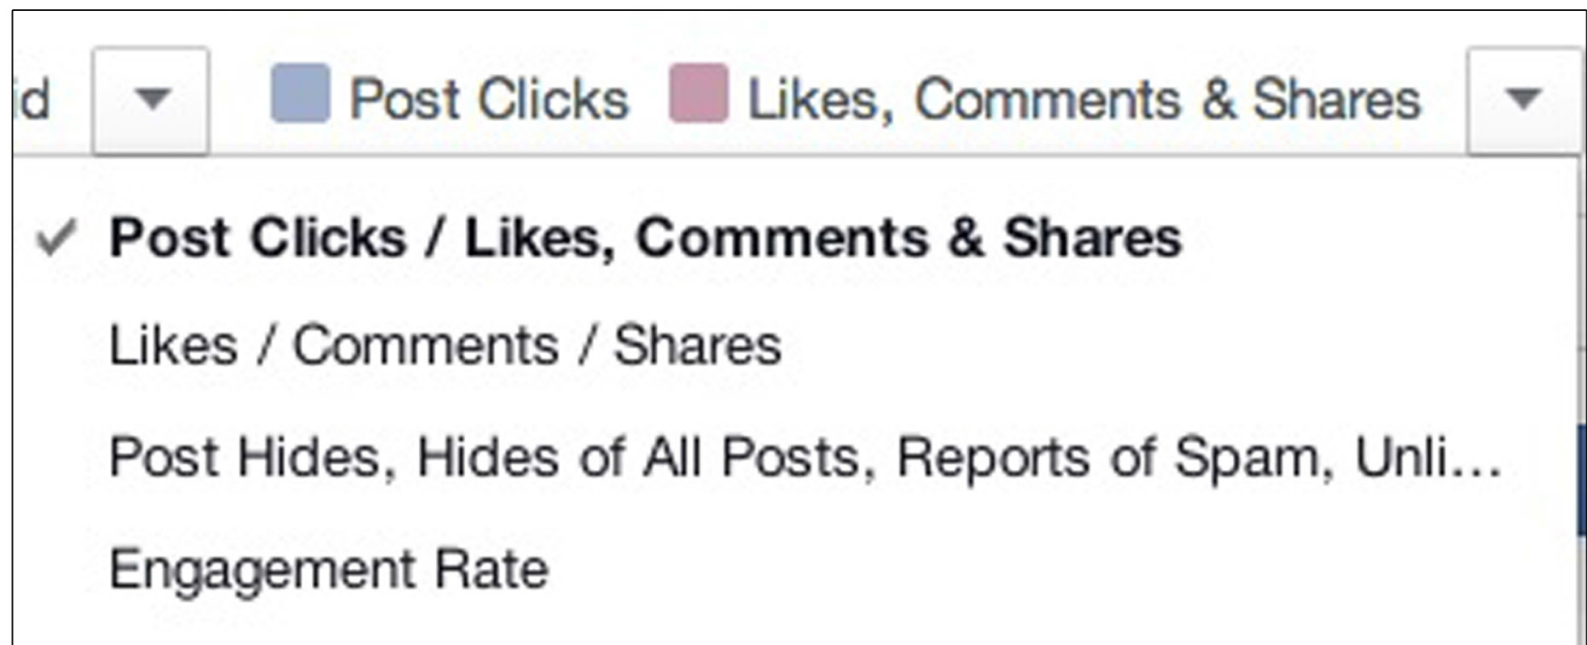 id Post Clicks Likes, Comments & Shares
Post Clicks / Likes, Comments & Shares
Likes / Comments / Shares
Post Hides, Hides of All Posts, Reports of Spam, Unli...
Engagement Rate